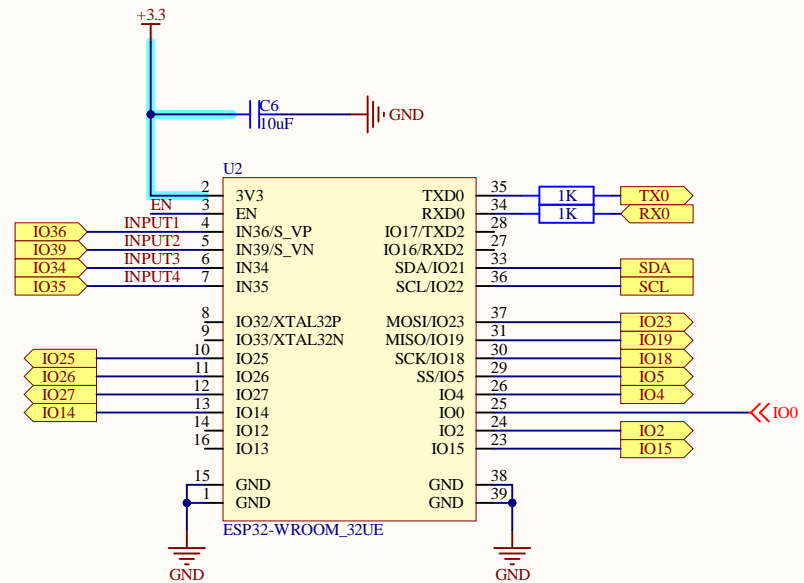 +3.3
C6
10uF
GND
U2
2 3V3 TXD0 35 1K TX0
EN 3 EN RXD0 34 1K RX0
IO36 INPUT1 4 IN36/S_VP IO17/TXD2 28
IO39 INPUT2 5 IN39/S_VN IO16/RXD2 27
IO34 INPUT3 6 IN34 SDA/IO21 33 SDA
IO35 INPUT4 7 IN35 SCL/IO22 36 SCL
8 IO32/XTAL32P MOSI/IO23 37 IO23
9 IO33/XTAL32N MISO/IO19 31 IO19
IO25 10 IO25 SCK/IO18 30 IO18
IO26 11 IO26 SS/IO5 29 IO5
IO27 12 IO27 IO4 26 IO4
IO14 13 IO14 IO0 25 IO0
14 IO12 IO2 24 IO2
16 IO13 IO15 23 IO15
15 GND GND 38
1 GND GND 39
ESP32-WROOM_32UE
GND GND